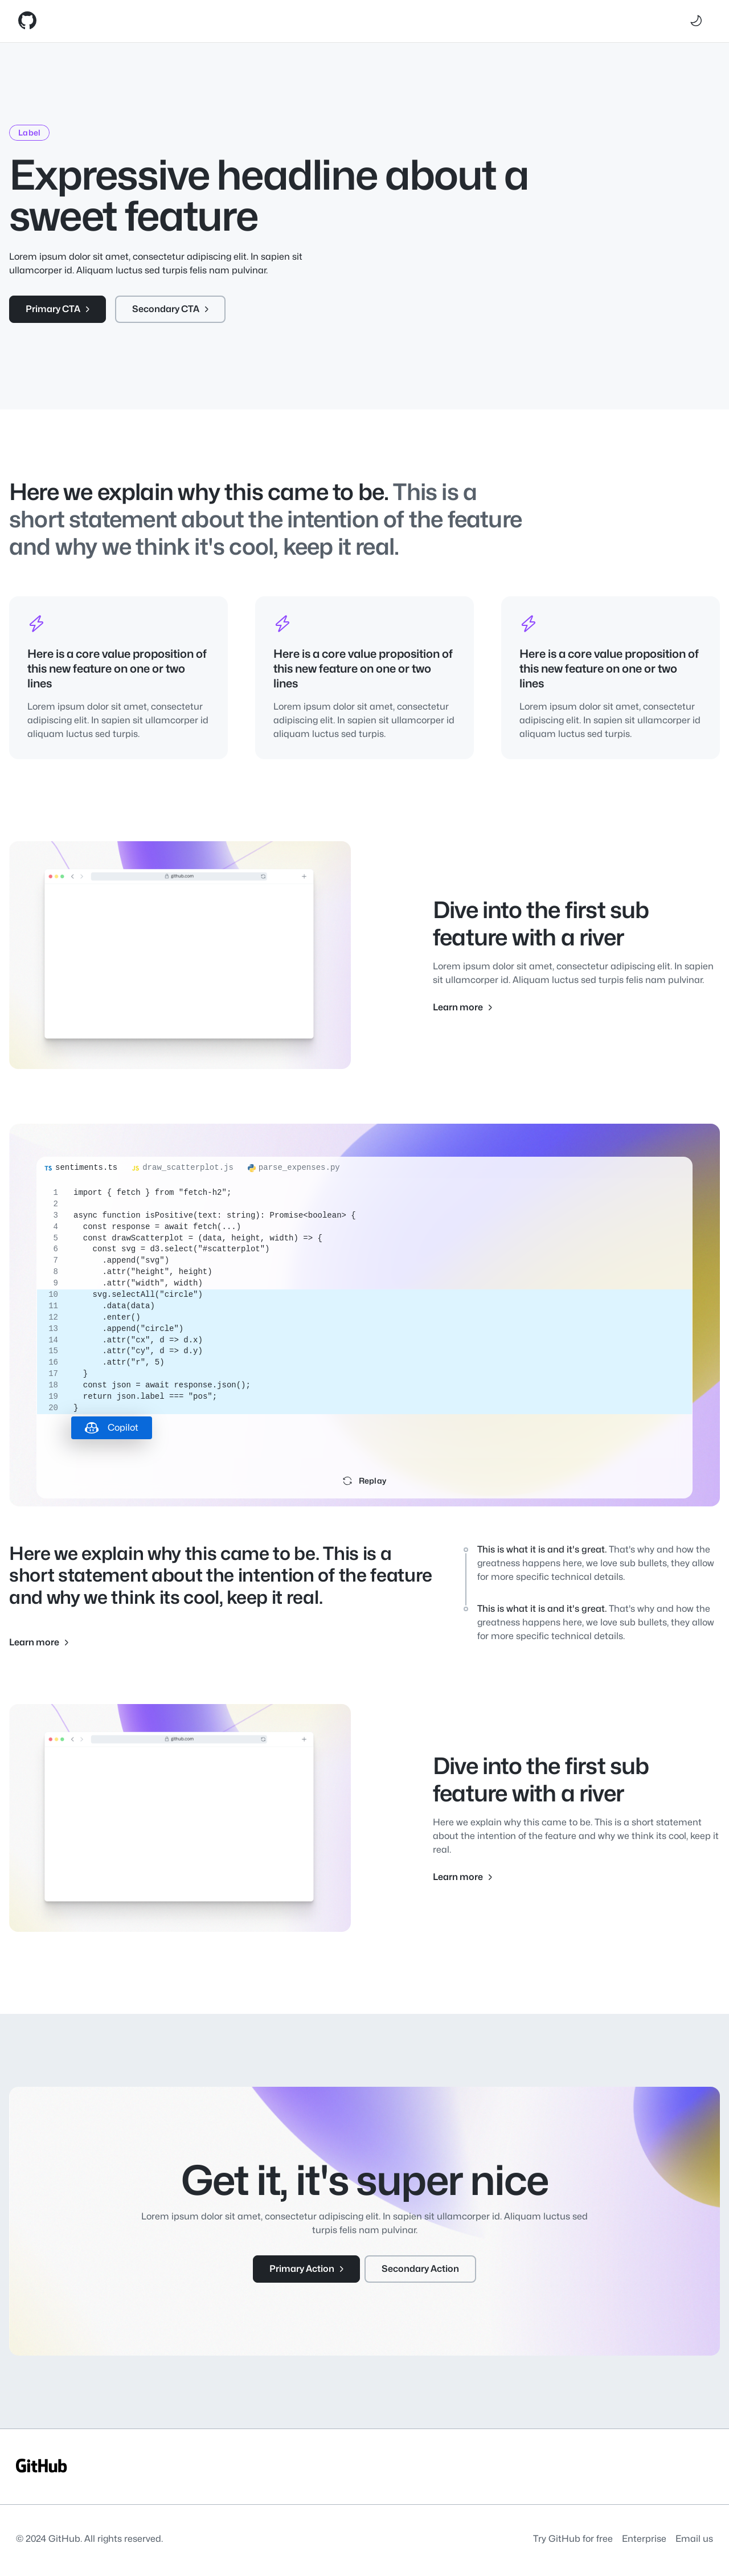 Label
Expressive headline about a
sweet feature
Lorem ipsum dolor sit amet, consectetur adipiscing elit. In sapien sit
ullamcorper id. Aliquam luctus sed turpis felis nam pulvinar.
Primary CTA
Secondary CTA
Here we explain why this came to be. This is a
short statement about the intention of the feature
and why we think it's cool, keep it real.
Here is a core value proposition of
this new feature on one or two
lines
Lorem ipsum dolor sit amet, consectetur
adipiscing elit. In sapien sit ullamcorper id
aliquam luctus sed turpis.
Here is a core value proposition of
this new feature on one or two
lines
Lorem ipsum dolor sit amet, consectetur
adipiscing elit. In sapien sit ullamcorper id
aliquam luctus sed turpis.
Here is a core value proposition of
this new feature on one or two
lines
Lorem ipsum dolor sit amet, consectetur
adipiscing elit. In sapien sit ullamcorper id
aliquam luctus sed turpis.
github.com
Dive into the first sub
feature with a river
Lorem ipsum dolor sit amet, consectetur adipiscing elit. In sapien
sit ullamcorper id. Aliquam luctus sed turpis felis nam pulvinar.
Learn more
TS sentiments.ts JS draw_scatterplot.js parse_expenses.py
1 import { fetch } from "fetch-h2";
2
3 async function isPositive(text: string): Promise<boolean> {
4 const response = await fetch(...)
5 const drawScatterplot = (data, height, width) => {
6 const svg = d3.select("#scatterplot")
7 .append("svg")
8 .attr("height", height)
9 .attr("width", width)
10 svg.selectAll("circle")
11 .data(data)
12 .enter()
13 .append("circle")
14 .attr("cx", d => d.x)
15 .attr("cy", d => d.y)
16 .attr("r", 5)
17 }
18 const json = await response.json();
19 return json.label === "pos";
20 }
Copilot
Replay
Here we explain why this came to be. This is a
short statement about the intention of the feature
and why we think its cool, keep it real.
Learn more
This is what it is and it's great. That's why and how the
greatness happens here, we love sub bullets, they allow
for more specific technical details.
This is what it is and it's great. That's why and how the
greatness happens here, we love sub bullets, they allow
for more specific technical details.
github.com
Dive into the first sub
feature with a river
Here we explain why this came to be. This is a short statement
about the intention of the feature and why we think its cool, keep it
real.
Learn more
Get it, it's super nice
Lorem ipsum dolor sit amet, consectetur adipiscing elit. In sapien sit ullamcorper id. Aliquam luctus sed
turpis felis nam pulvinar.
Primary Action
Secondary Action
GitHub
© 2024 GitHub. All rights reserved.
Try GitHub for free Enterprise Email us